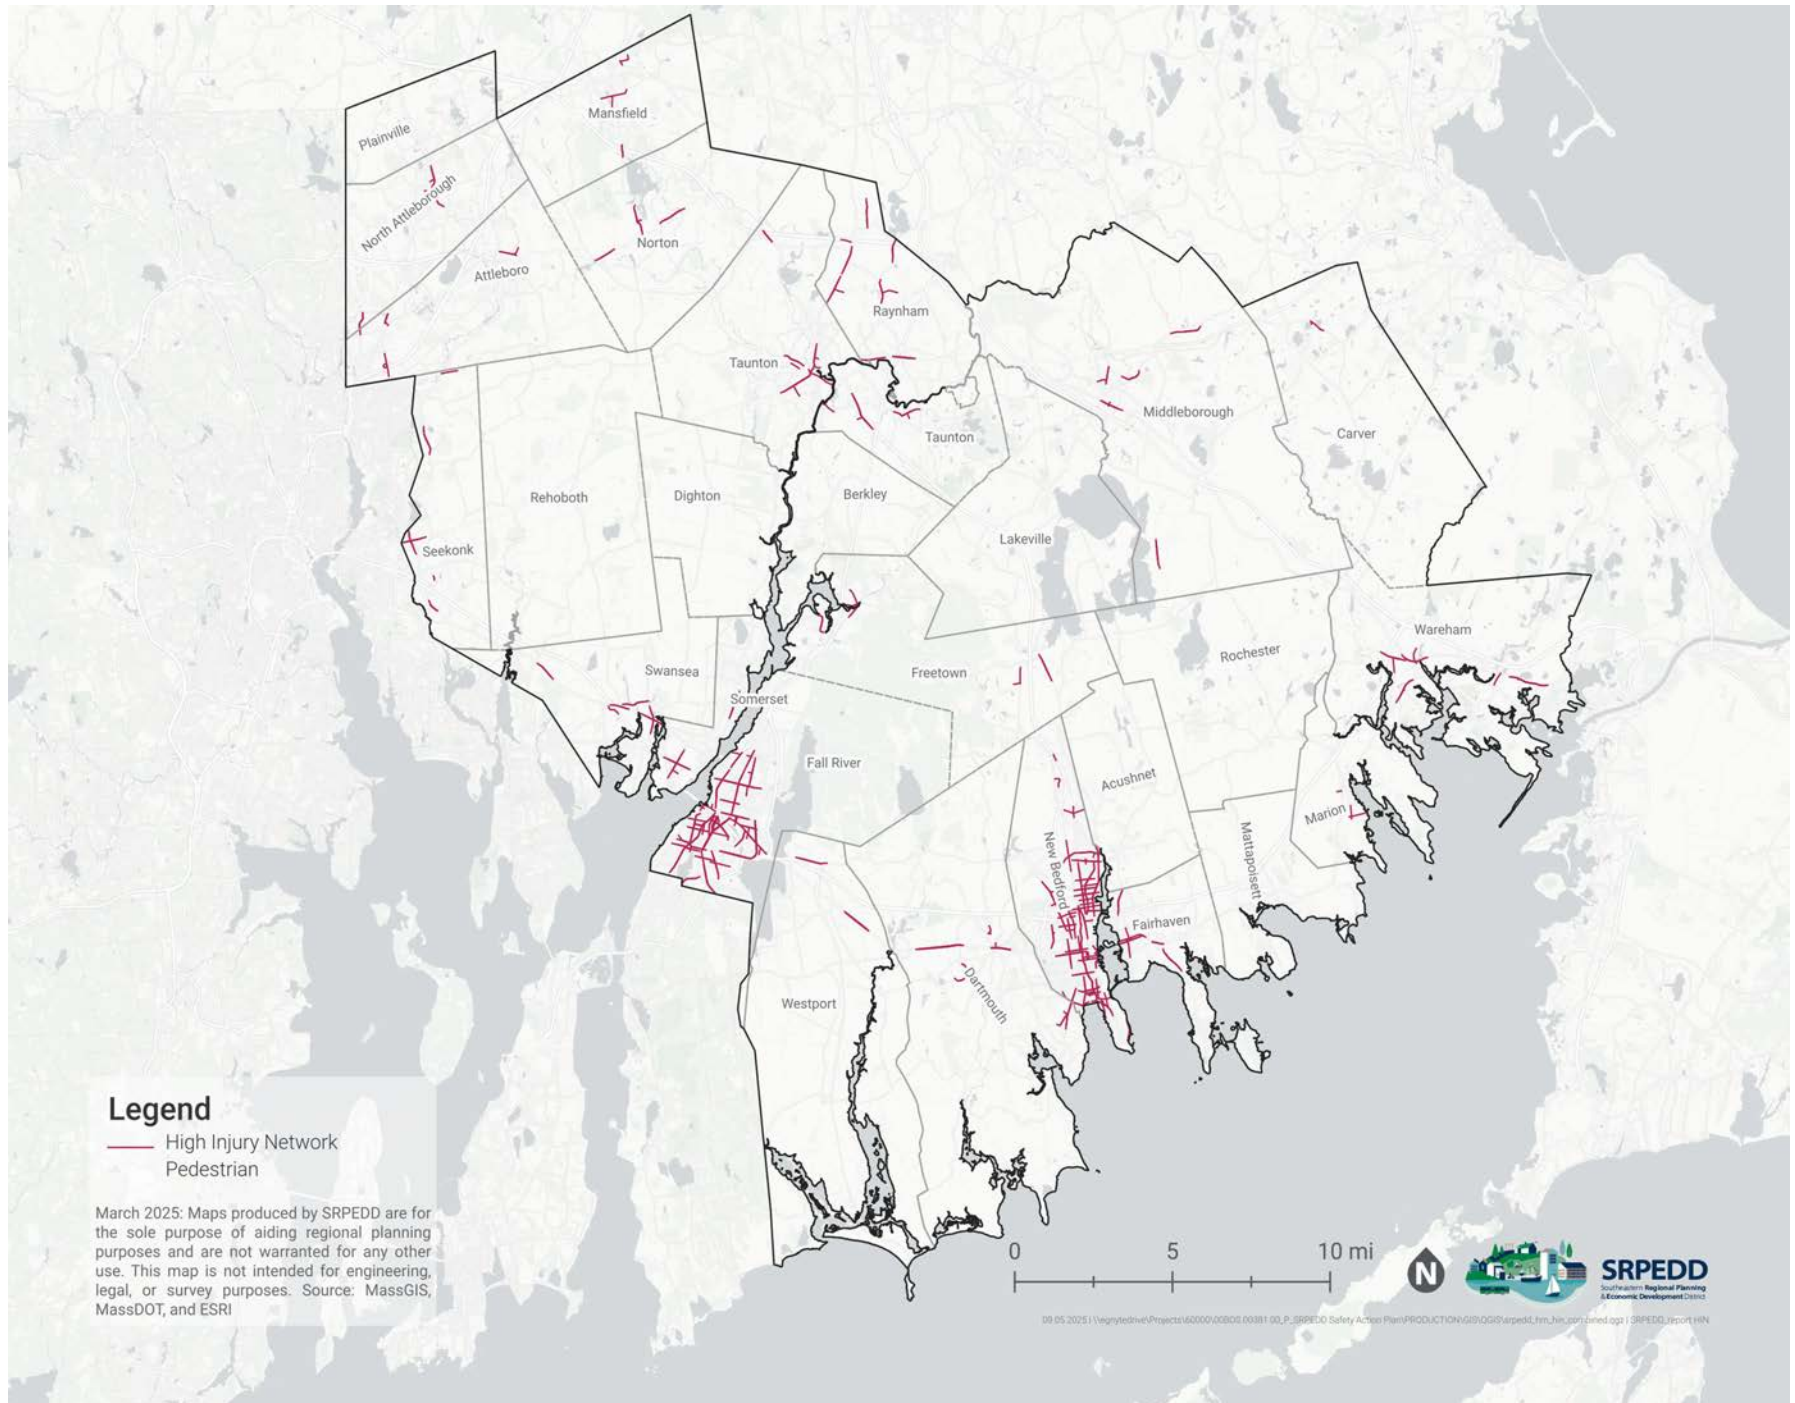 Mansfield
Plainville
North Attleborough
Norton
Attleboro
Raynham
Taunton
Middleborough
Taunton
Carver
Rehoboth
Dighton
Berkley
Lakeville
Seekonk
Wareham
Rochester
Swansea
Freetown
Somerset
Fall River
Acushnet
Marion
New Bedford
Mattapoisett
Fairhaven
Dartmouth
Westport
Legend
High Injury Network
Pedestrian
March 2025: Maps produced by SRPEDD are for
the sole purpose of aiding regional planning
purposes and are not warranted for any other
use. This map is not intended for engineering,
legal, or survey purposes. Source: MassGIS,
MassDOT, and ESRI
0 5 10 mi
N
SRPEDD
Southeastern Regional Planning
& Economic Development District